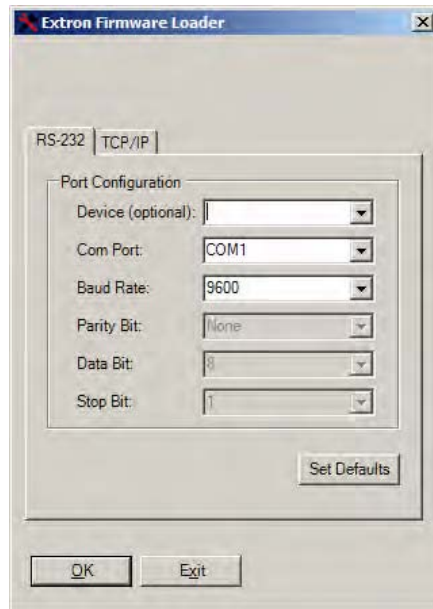 Extron Firmware Loader
RS-232 TCP/IP
Port Configuration
Device (optional):
Com Port: COM1
Baud Rate: 9600
Parity Bit: None
Data Bit: 8
Stop Bit: 1
Set Defaults
OK Exit